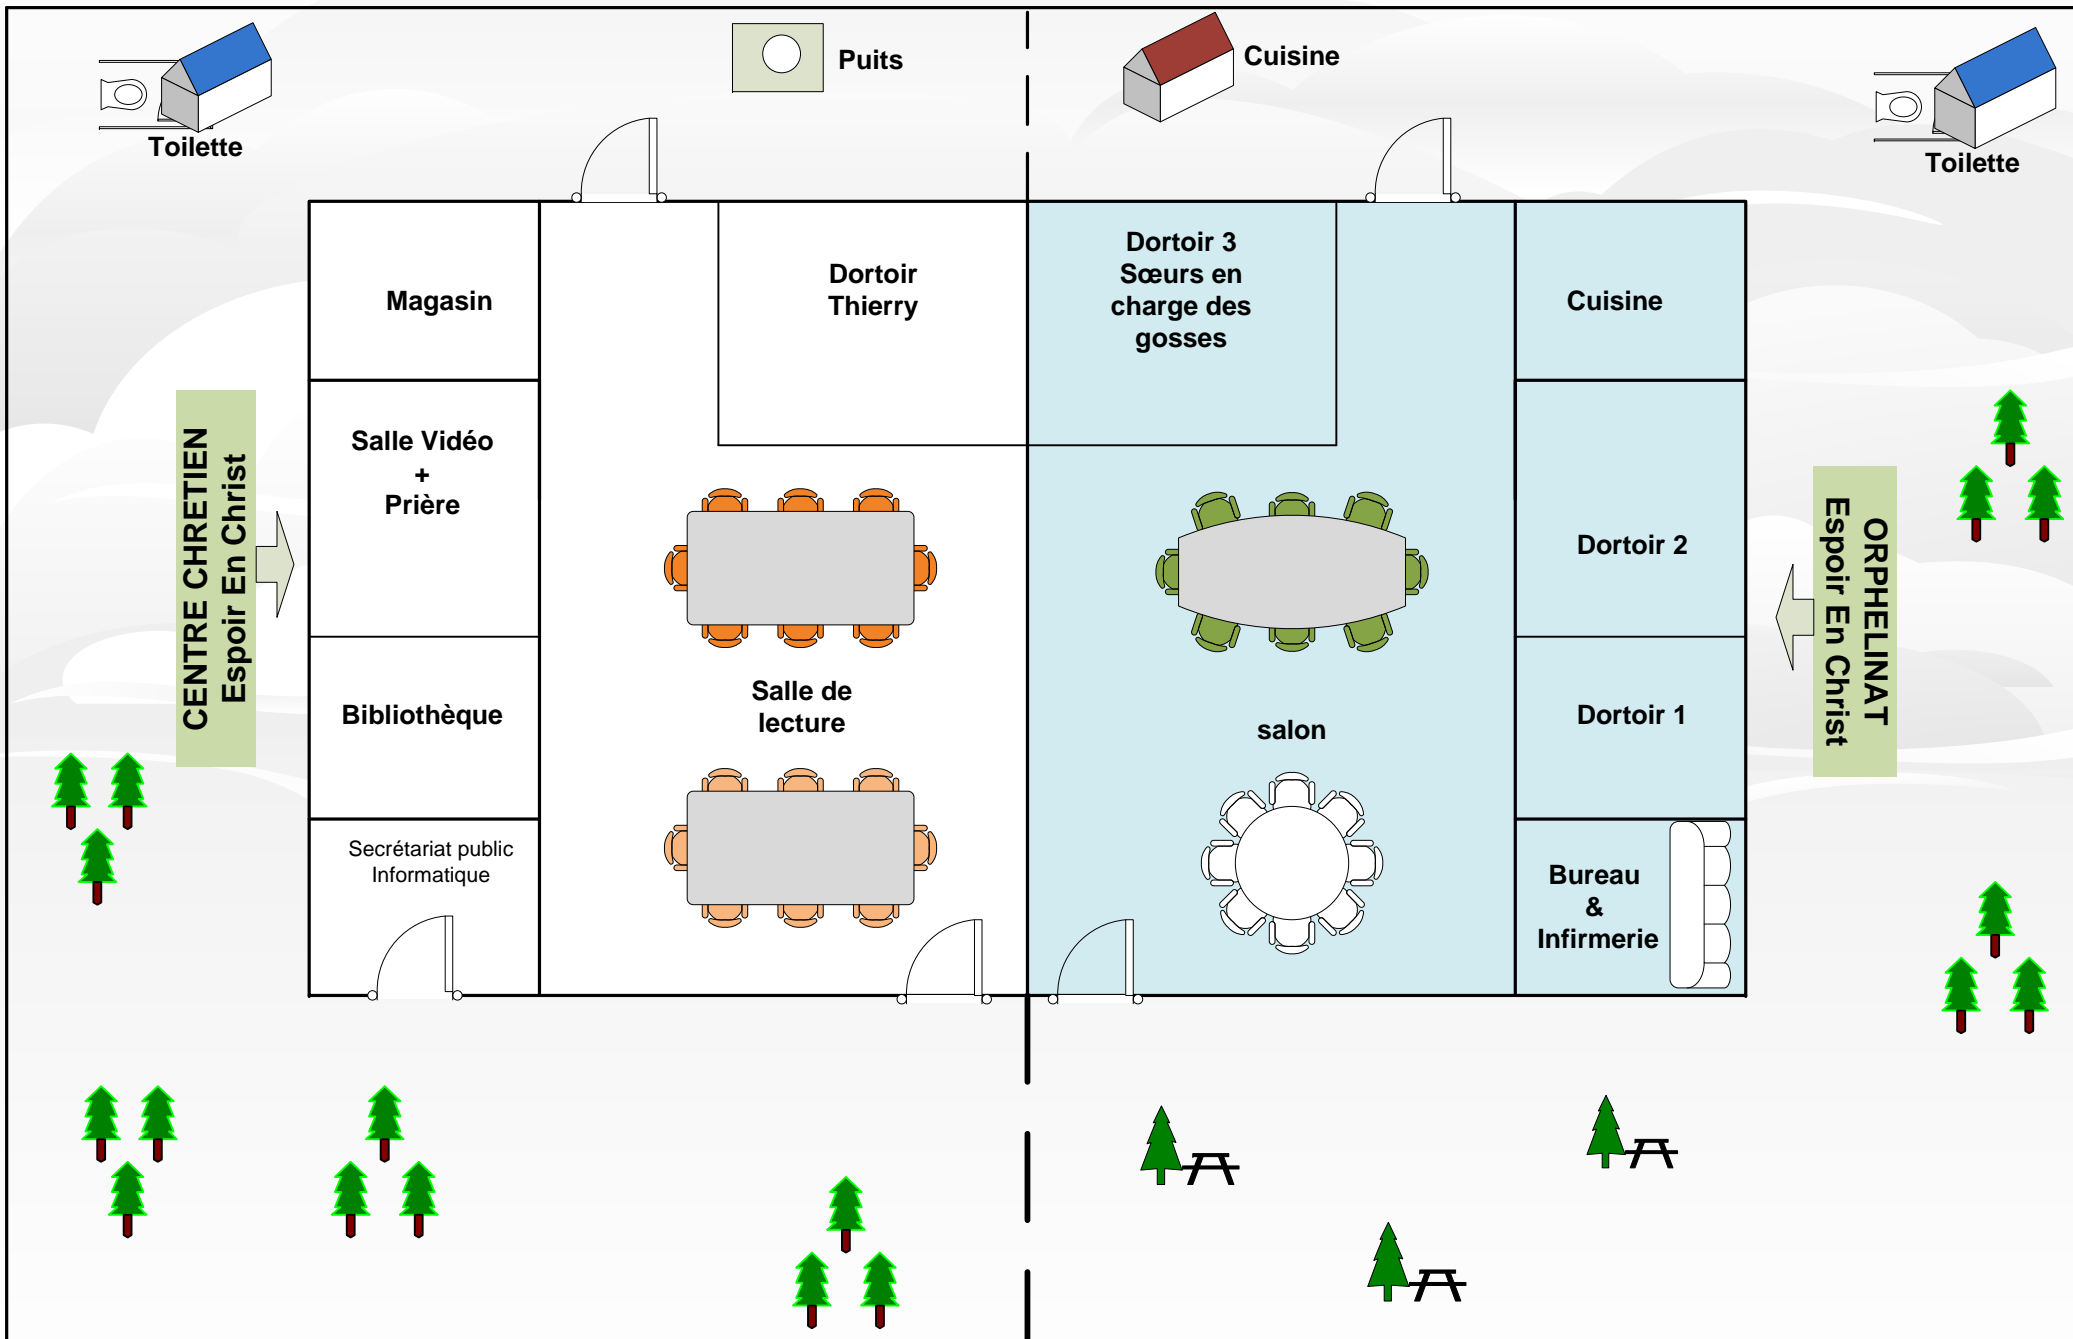 Puits
Cuisine
Toilette
Toilette
Magasin
Dortoir
Thierry
Dortoir 3
Sœurs en
charge des
gosses
Cuisine
CENTRE CHRETIEN
Espoir En Christ
Salle Vidéo
+
Prière
Dortoir 2
ORPHELINAT
Espoir En Christ
Bibliothèque
Salle de
lecture
salon
Dortoir 1
Secrétariat public
Informatique
Bureau
&
Infirmerie